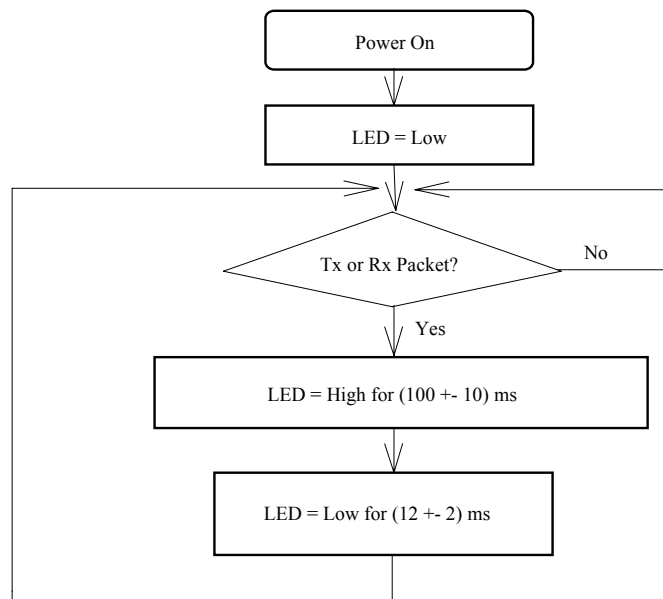 Power On
LED = Low
Tx or Rx Packet?
No
Yes
LED = High for (100 +- 10) ms
LED = Low for (12 +- 2) ms